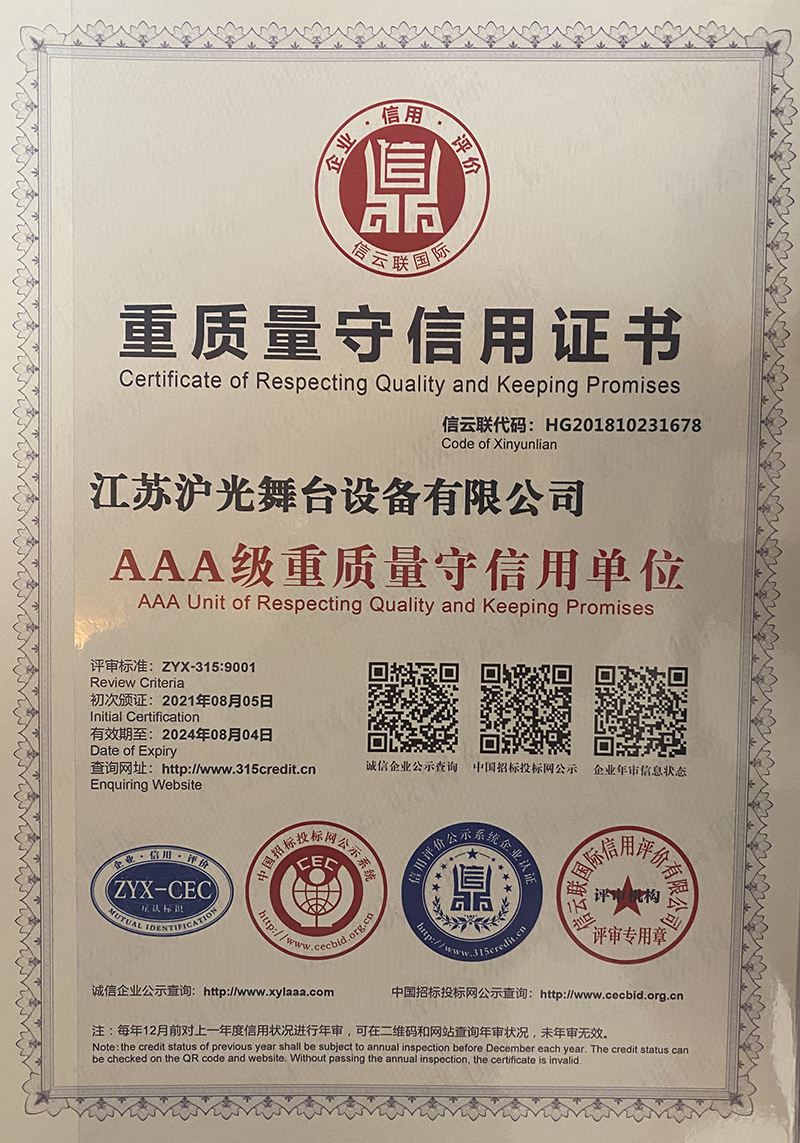 企业·信用·评价
信
信云联国际
重质量守信用证书
Certificate of Respecting Quality and Keeping Promises
信云联代码：HG201810231678
Code of Xinyunlian
江苏沪光舞台设备有限公司
AAA级重质量守信用单位
AAA Unit of Respecting Quality and Keeping Promises
评审标准：ZYX-315:9001
Review Criteria
初次颁证：2021年08月05日
Initial Certification
有效期至：2024年08月04日
Date of Expiry
查询网址：http://www.315credit.cn
Enquiring Website
诚信企业公示查询
中国招标投标网公示
企业年审信息状态
企业·信用·评价
ZYX-CEC
互认标识
MUTUAL IDENTIFICATION
中国招标投标网公示系统
CEC
http://www.cecbid.org.cn
信用评价公示系统企业认证
信
http://www.315credit.cn
信云联国际信用评价有限公司
评审机构
评审专用章
诚信企业公示查询：http://www.xylaaa.com
中国招标投标网公示查询：http://www.cecbid.org.cn
注：每年12月前对上一年度信用状况进行年审，可在二维码和网站查询年审状况，未年审无效。
Note:the credit status of previous year shall be subject to annual inspection before December each year. The credit status can
be checked on the QR code and website. Without passing the annual inspection, the certificate is invalid.